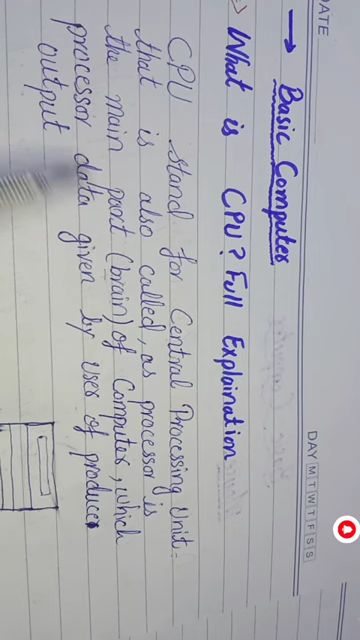 DATE
DAY M T W T F S S
→ Basic Computer
What is CPU? Full Explaination
CPU stand for Central Processing Unit.
that is also called, as processor is
the main part (brain) of Computer, which
processor data given by uses of produce
output